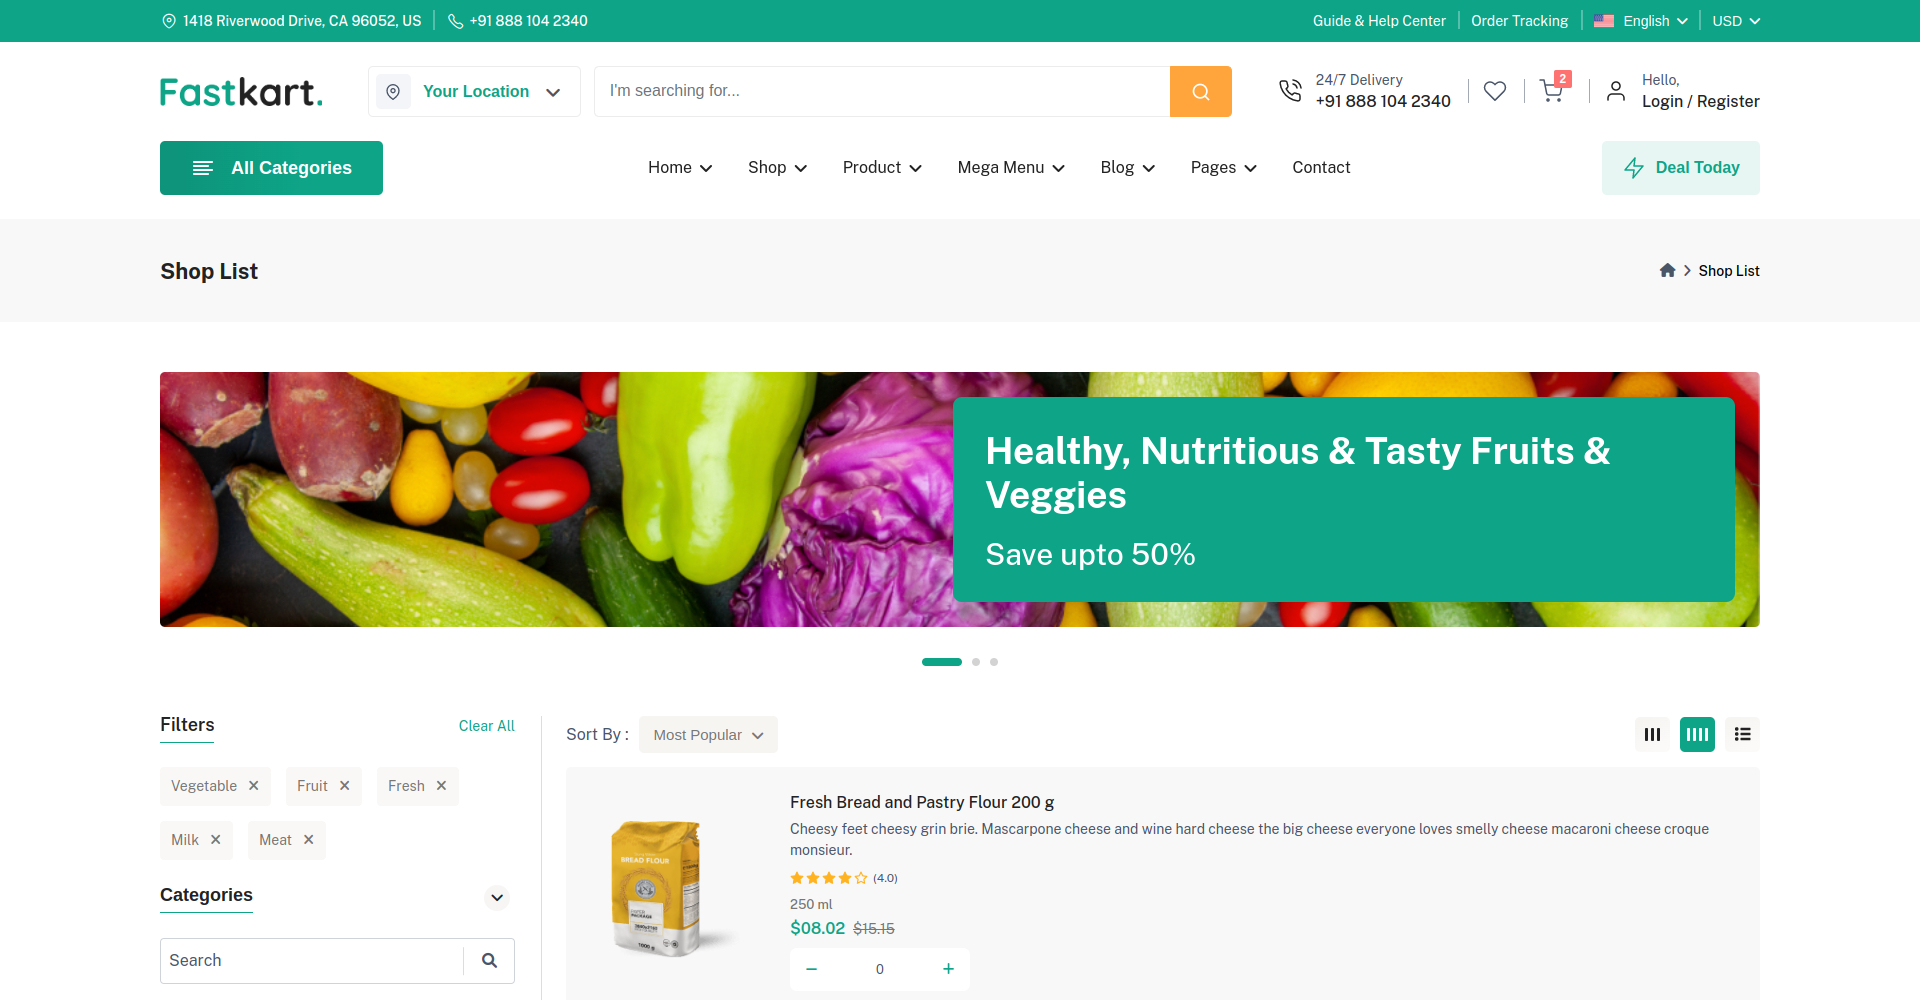 1418 Riverwood Drive, CA 96052, US
+91 888 104 2340
Guide & Help Center
Order Tracking
English
USD
Fastkart.
Your Location
I'm searching for...
24/7 Delivery
+91 888 104 2340
2
Hello,
Login / Register
All Categories
Home
Shop
Product
Mega Menu
Blog
Pages
Contact
Deal Today
Shop List
Shop List
Healthy, Nutritious & Tasty Fruits &
Veggies
Save upto 50%
Filters
Clear All
Vegetable
Fruit
Fresh
Milk
Meat
Categories
Search
Sort By :
Most Popular
BREAD FLOUR
PAPER
PACKAGE
1000 g
Fresh Bread and Pastry Flour 200 g
Cheesy feet cheesy grin brie. Mascarpone cheese and wine hard cheese the big cheese everyone loves smelly cheese macaroni cheese croque
monsieur.
(4.0)
250 ml
$08.02 $15.15
0